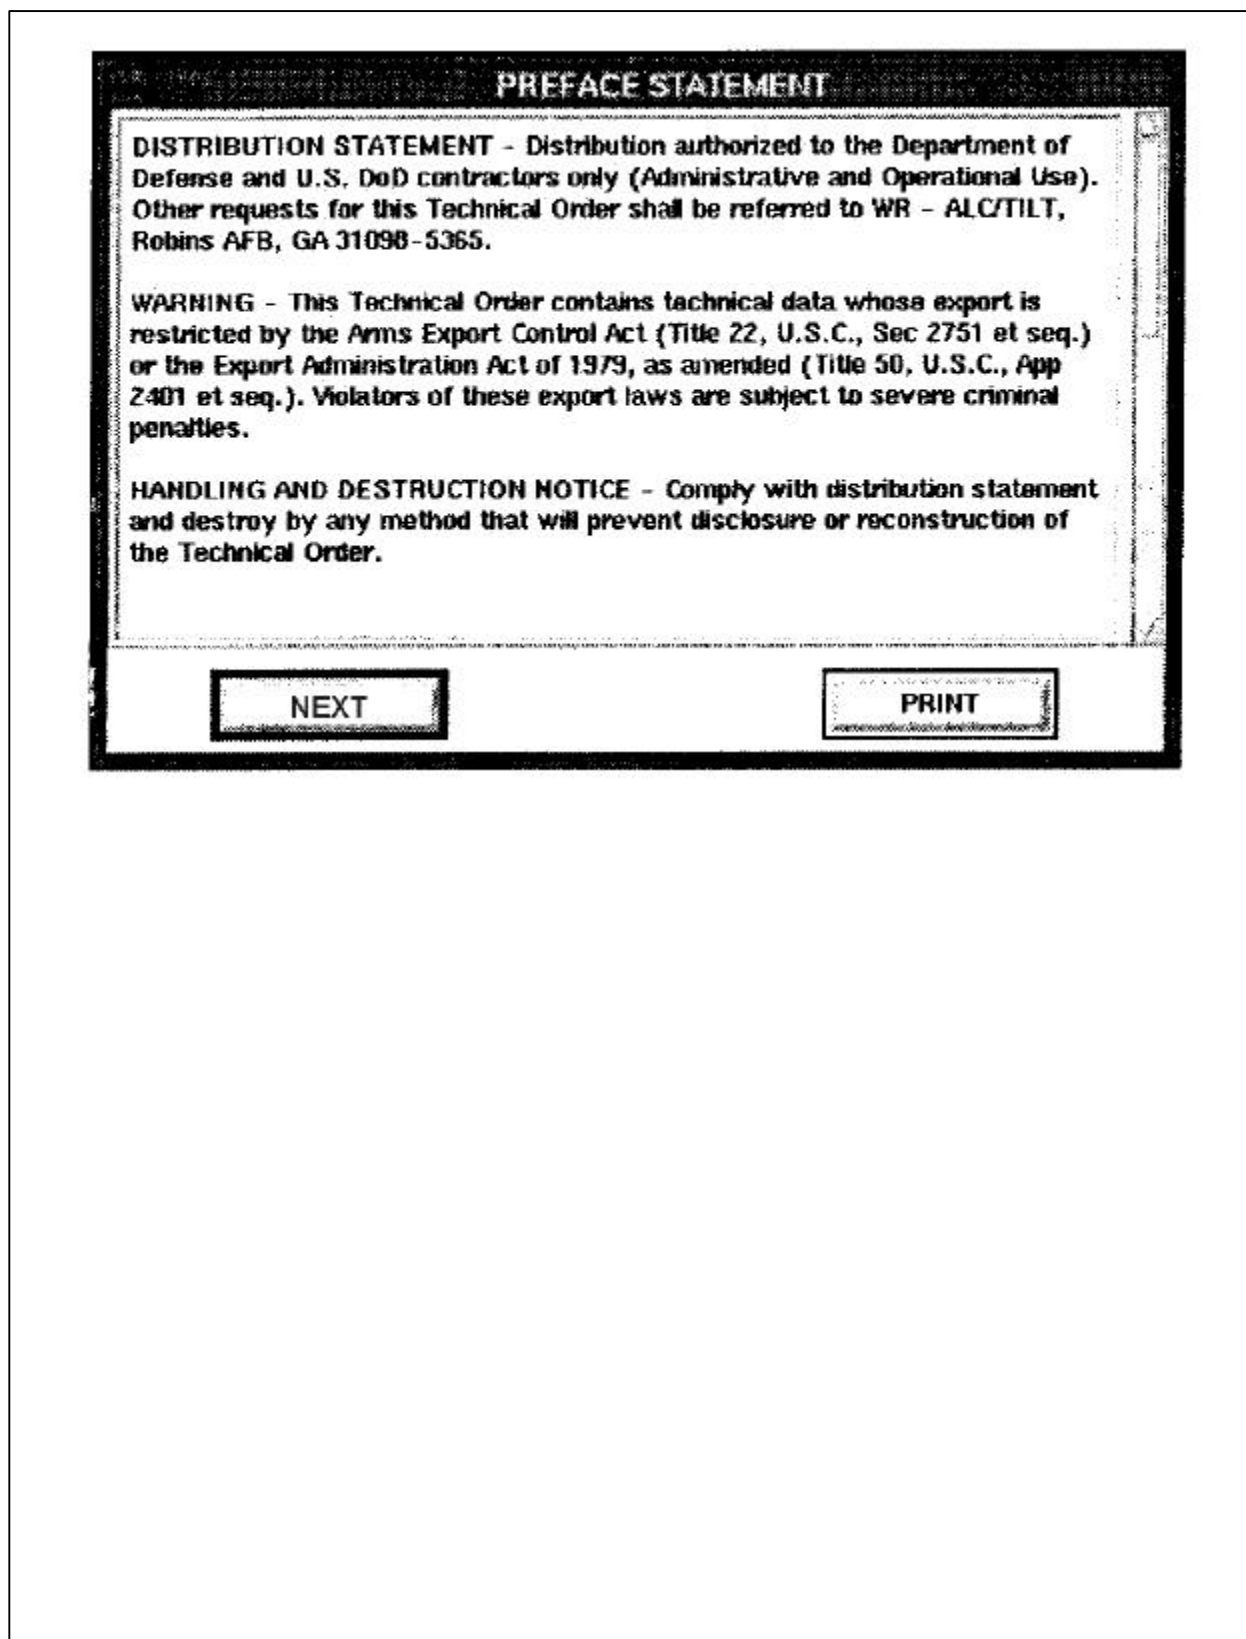 PREFACE STATEMENT
DISTRIBUTION STATEMENT - Distribution authorized to the Department of
Defense and U.S. DoD contractors only (Administrative and Operational Use).
Other requests for this Technical Order shall be referred to WR - ALC/TILT,
Robins AFB, GA 31098-5365.
WARNING - This Technical Order contains technical data whose export is
restricted by the Arms Export Control Act (Title 22, U.S.C., Sec 2751 et seq.)
or the Export Administration Act of 1979, as amended (Title 50, U.S.C., App
2401 et seq.). Violators of these export laws are subject to severe criminal
penalties.
HANDLING AND DESTRUCTION NOTICE - Comply with distribution statement
and destroy by any method that will prevent disclosure or reconstruction of
the Technical Order.
NEXT
PRINT